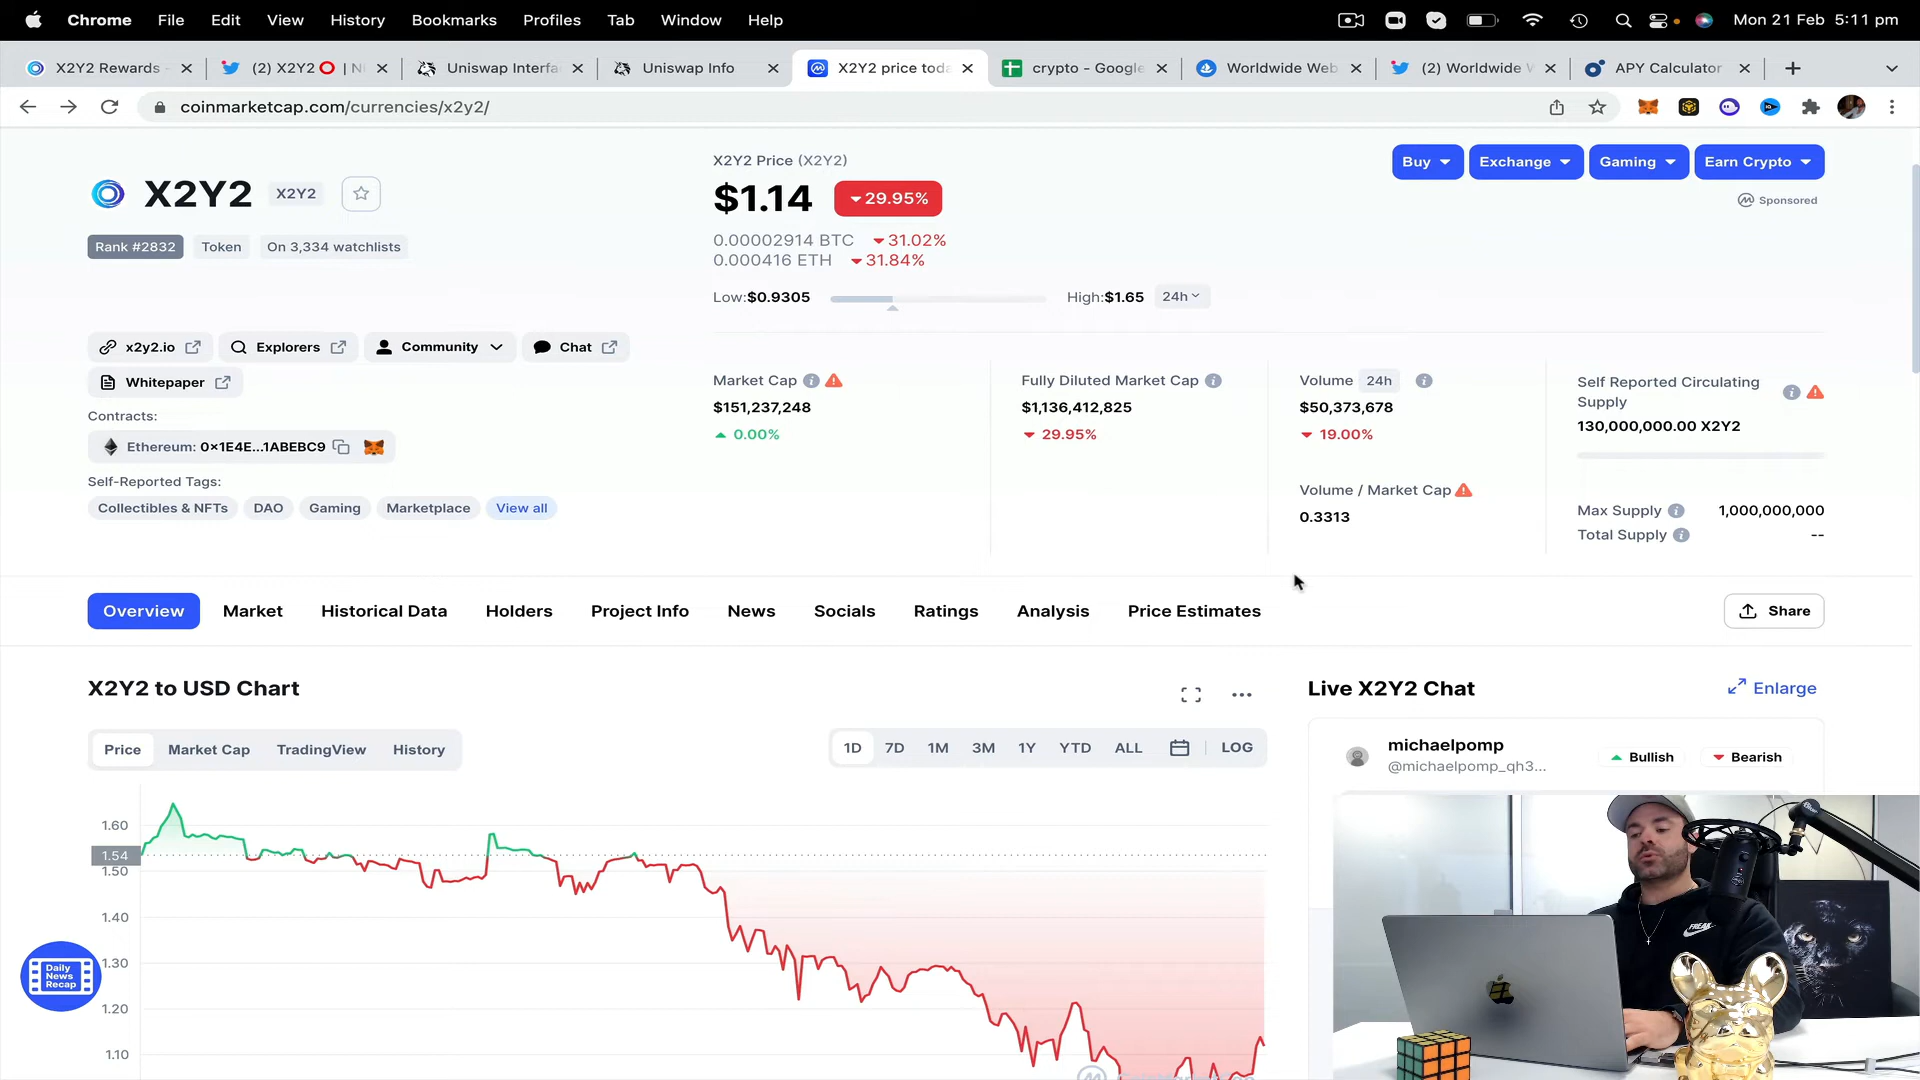 Chrome File Edit View History Bookmarks Profiles Tab Window Help Mon 21 Feb 5:11 pm
X2Y2 Rewards (2) X2Y2 | N Uniswap Interfa Uniswap Info X2Y2 price toda crypto - Google Worldwide Web (2) Worldwide W APY Calculator
coinmarketcap.com/currencies/x2y2/
X2Y2 X2Y2
Rank #2832 Token On 3,334 watchlists
x2y2.io Explorers Community Chat
Whitepaper
Contracts:
Ethereum: 0x1E4E...1ABEBC9
Self-Reported Tags:
Collectibles & NFTs DAO Gaming Marketplace View all
X2Y2 Price (X2Y2)
$1.14 29.95%
0.00002914 BTC 31.02%
0.000416 ETH 31.84%
Low:$0.9305 High:$1.65 24h
Buy Exchange Gaming Earn Crypto
Sponsored
Market Cap
$151,237,248
0.00%
Fully Diluted Market Cap
$1,136,412,825
29.95%
Volume 24h
$50,373,678
19.00%
Volume / Market Cap
0.3313
Self Reported Circulating
Supply
130,000,000.00 X2Y2
Max Supply 1,000,000,000
Total Supply --
Overview Market Historical Data Holders Project Info News Socials Ratings Analysis Price Estimates Share
X2Y2 to USD Chart
Price Market Cap TradingView History
1D 7D 1M 3M 1Y YTD ALL LOG
1.60
1.54
1.50
1.40
1.30
1.20
1.10
Daily
News
Recap
Live X2Y2 Chat Enlarge
michaelpomp
@michaelpomp_qh3...
Bullish Bearish
FREAK